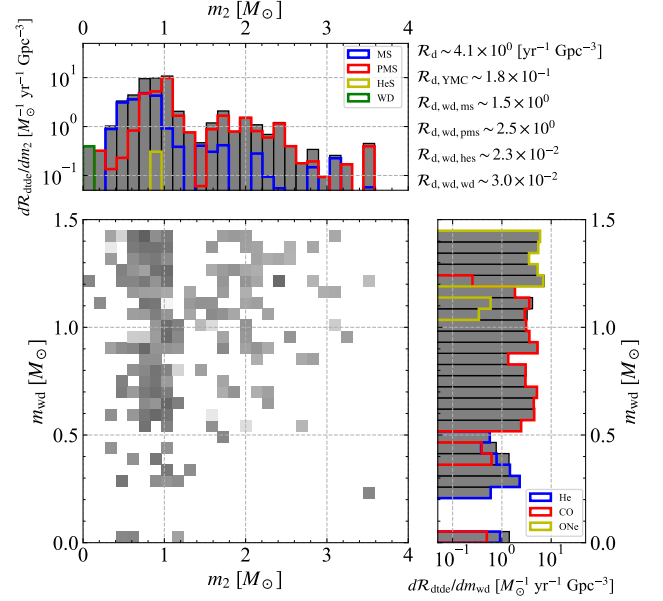 m₂ [M⊙]
0 1 2 3 4
dℛ_dtde/dm₂ [M⊙⁻¹ yr⁻¹ Gpc⁻³]
10¹
10⁰
10⁻¹
MS
PMS
HeS
WD
ℛ_d ~ 4.1 × 10⁰ [yr⁻¹ Gpc⁻³]
ℛ_d, YMC ~ 1.8 × 10⁻¹
ℛ_d, wd, ms ~ 1.5 × 10⁰
ℛ_d, wd, pms ~ 2.5 × 10⁰
ℛ_d, wd, hes ~ 2.3 × 10⁻²
ℛ_d, wd, wd ~ 3.0 × 10⁻²
m_wd [M⊙]
1.5
1.0
0.5
0.0
0 1 2 3 4
m₂ [M⊙]
He
CO
ONe
1.5
1.0
0.5
0.0
m_wd [M⊙]
10⁻¹ 10⁰ 10¹
dℛ_dtde/dm_wd [M⊙⁻¹ yr⁻¹ Gpc⁻³]